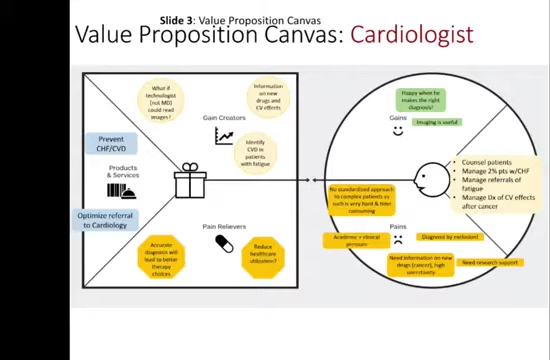 Slide 3: Value Proposition Canvas
Value Proposition Canvas: Cardiologist
What if
technologist
(not MD)
could read
images?
Information
on new
drugs and
CV effects
Gain Creators
Identify
CVD in
patients
with fatigue
Prevent
CHF/CVD
Products
& Services
Optimize referral
to Cardiology
Pain Relievers
Accurate
diagnosis will
lead to better
therapy
choices
Reduce
healthcare
utilization?
Happy when he
makes the right
diagnosis!
Gains
Imaging is useful
• Counsel patients
• Manage 2% pts w/CHF
• Manage referrals of
fatigue
• Manage Dx of CV effects
after cancer
No standardized approach
to complex patients so
such is very hard & time
consuming
Pains
Academic + clinical
pressure
Diagnosis by exclusion!
Need information on new
drugs (cancer), high
uncertainty
Need research support